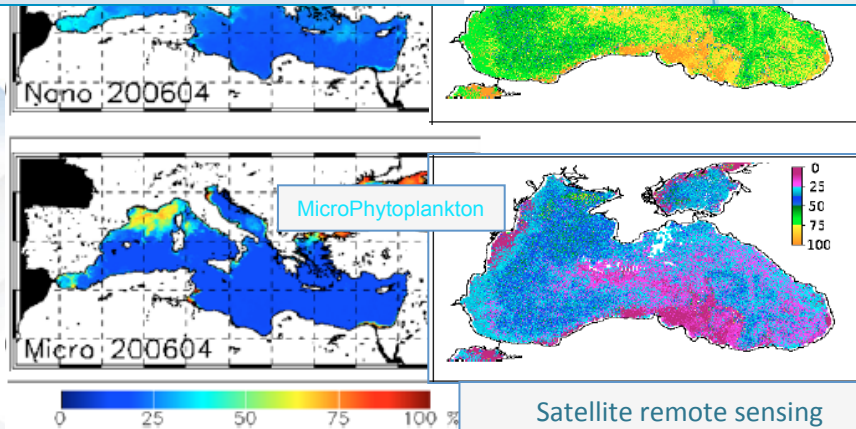 Nano 200604
MicroPhytoplankton
0
25
50
75
100
Micro 200604
0 25 50 75 100 %
Satellite remote sensing